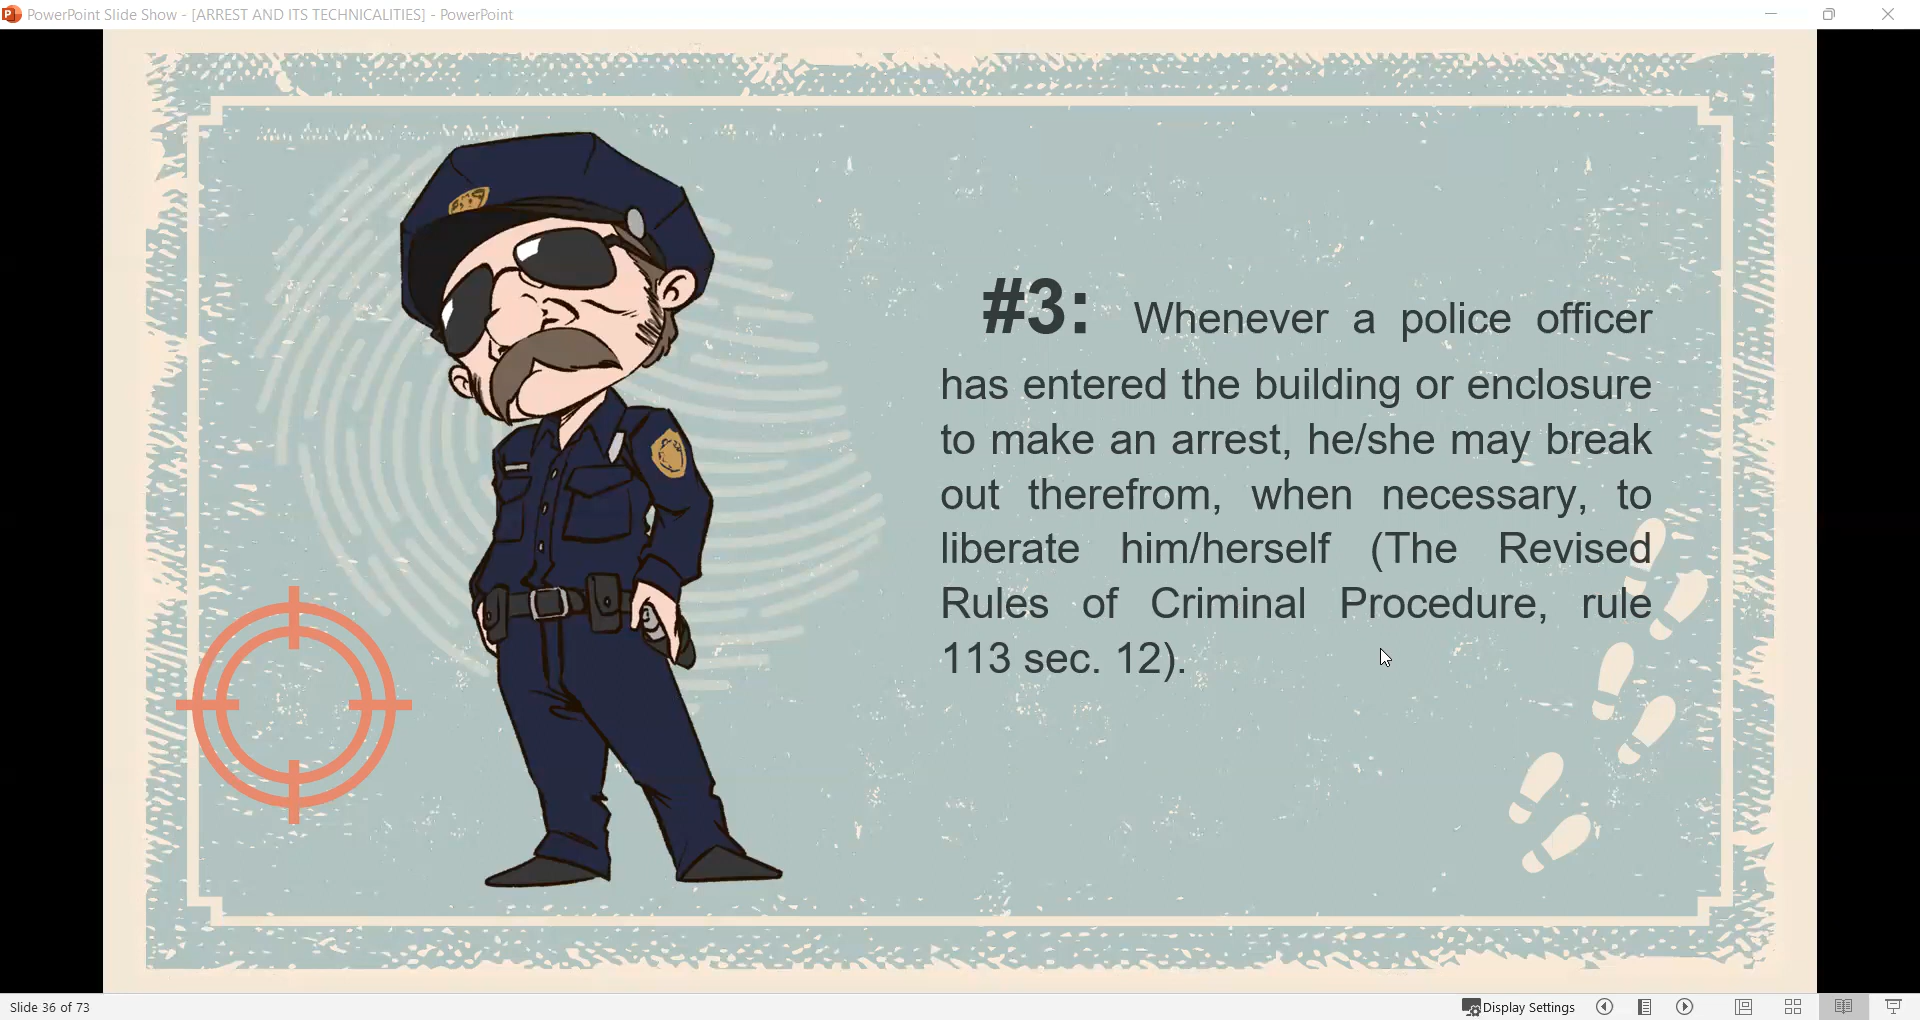 PowerPoint Slide Show - [ARREST AND ITS TECHNICALITIES] - PowerPoint
#3: Whenever a police officer
has entered the building or enclosure
to make an arrest, he/she may break
out therefrom, when necessary, to
liberate him/herself (The Revised
Rules of Criminal Procedure, rule
113 sec. 12).
Slide 36 of 73
Display Settings